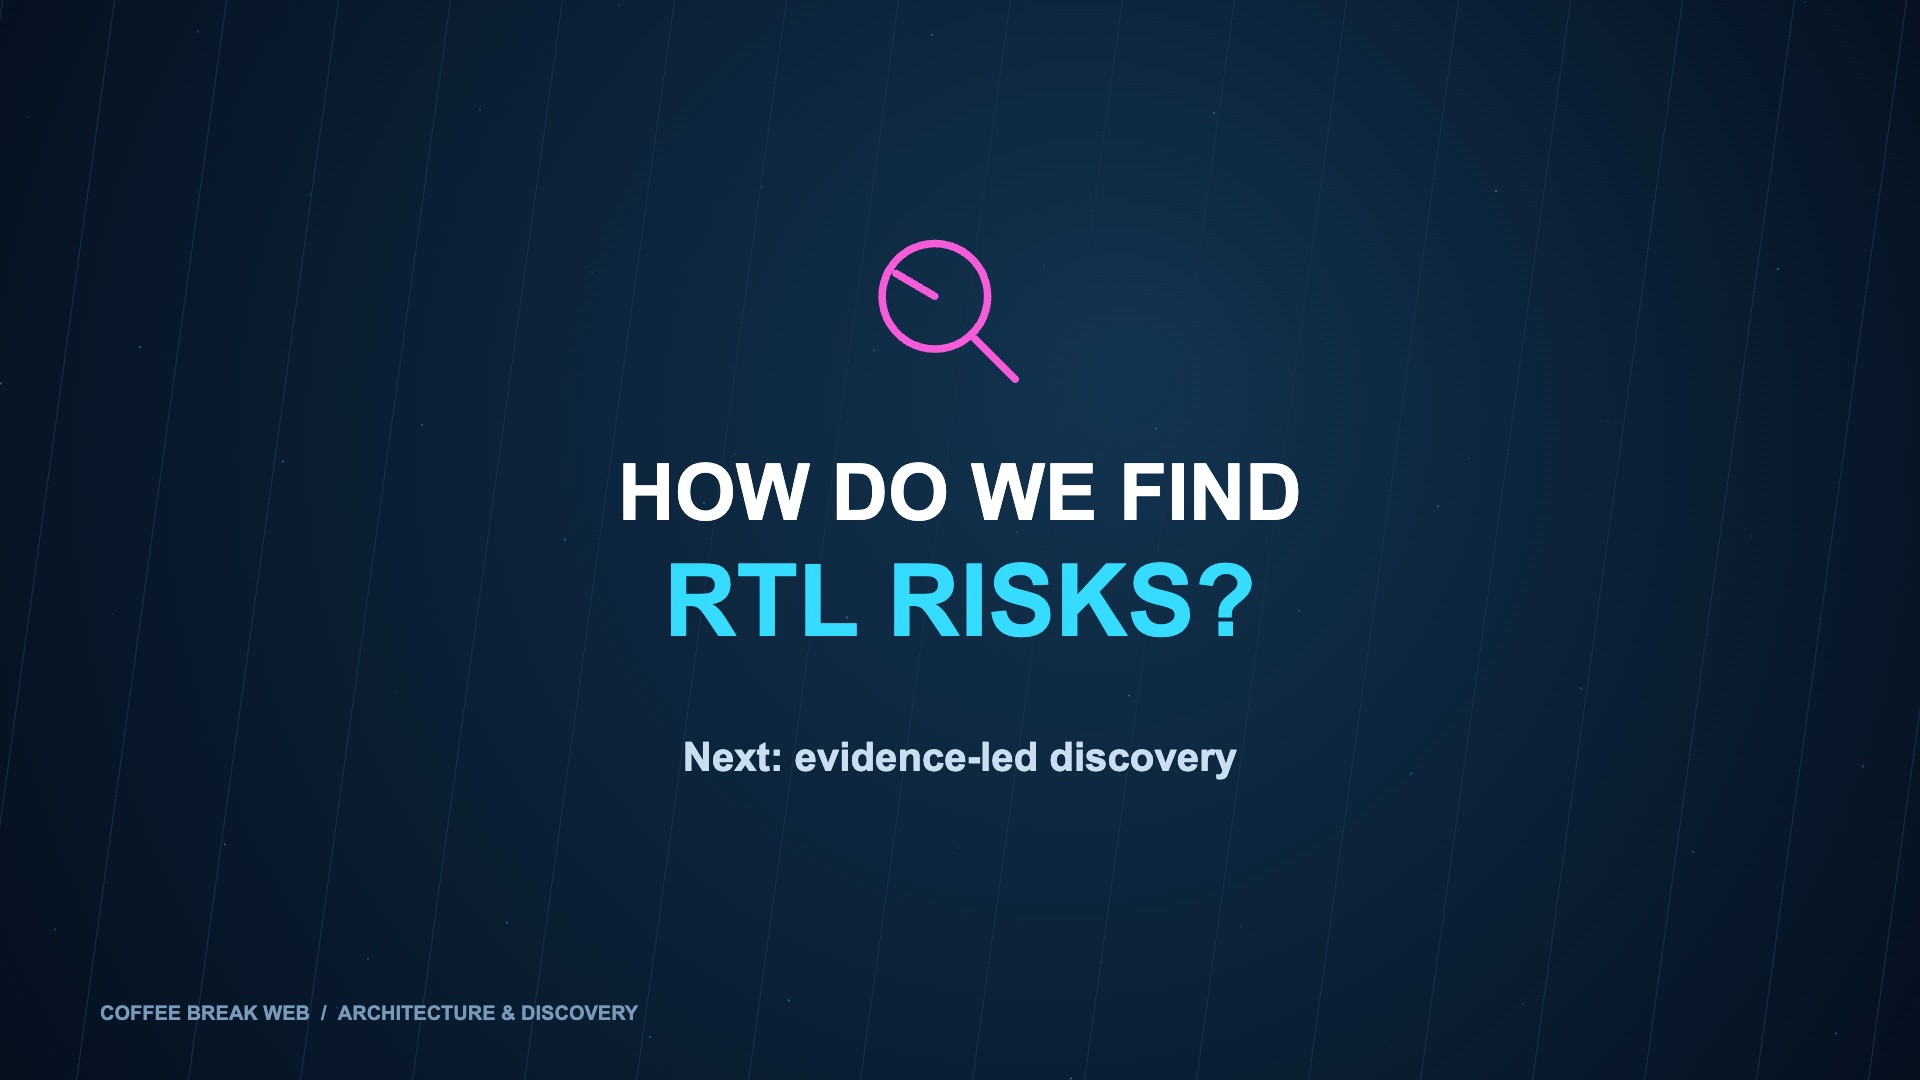 HOW DO WE FIND
RTL RISKS?
Next: evidence-led discovery
COFFEE BREAK WEB / ARCHITECTURE & DISCOVERY